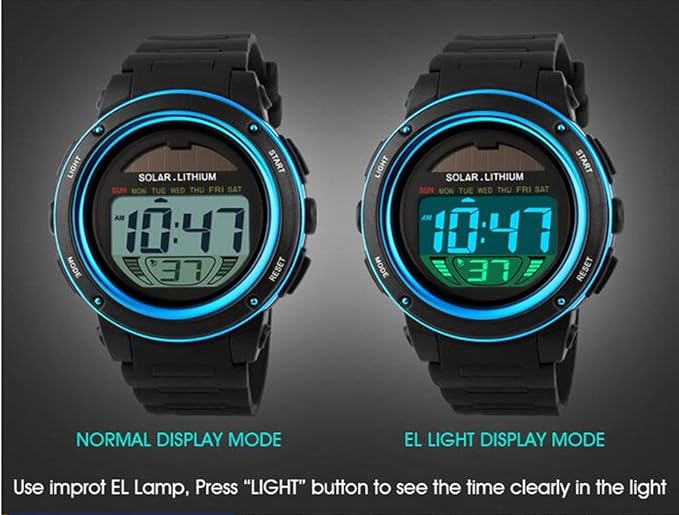 LIGHT
START
SOLAR.LITHIUM
SUN MON TUE WED THU FRI SAT
AM 10:47
37
MODE
RESET
LIGHT
START
SOLAR.LITHIUM
SUN MON TUE WED THU FRI SAT
AM 10:47
37
MODE
RESET
NORMAL DISPLAY MODE
EL LIGHT DISPLAY MODE
Use improt EL Lamp, Press “LIGHT” button to see the time clearly in the light